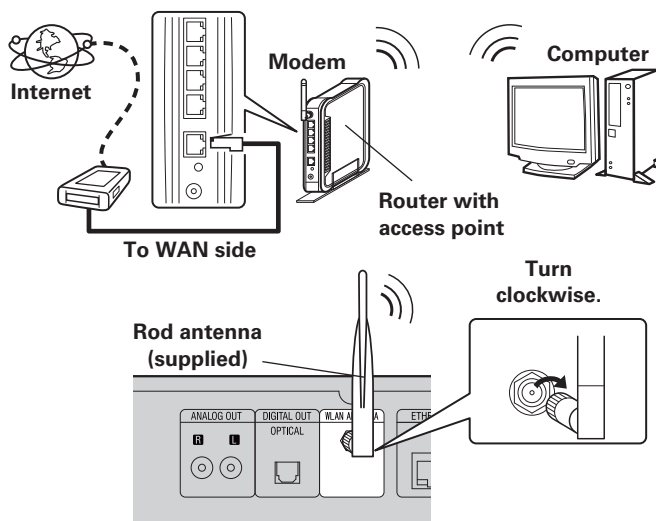 Internet
Modem
Computer
Router with
access point
To WAN side
Turn
clockwise.
Rod antenna
(supplied)
ANALOG OUT
R L
DIGITAL OUT
OPTICAL
WLAN